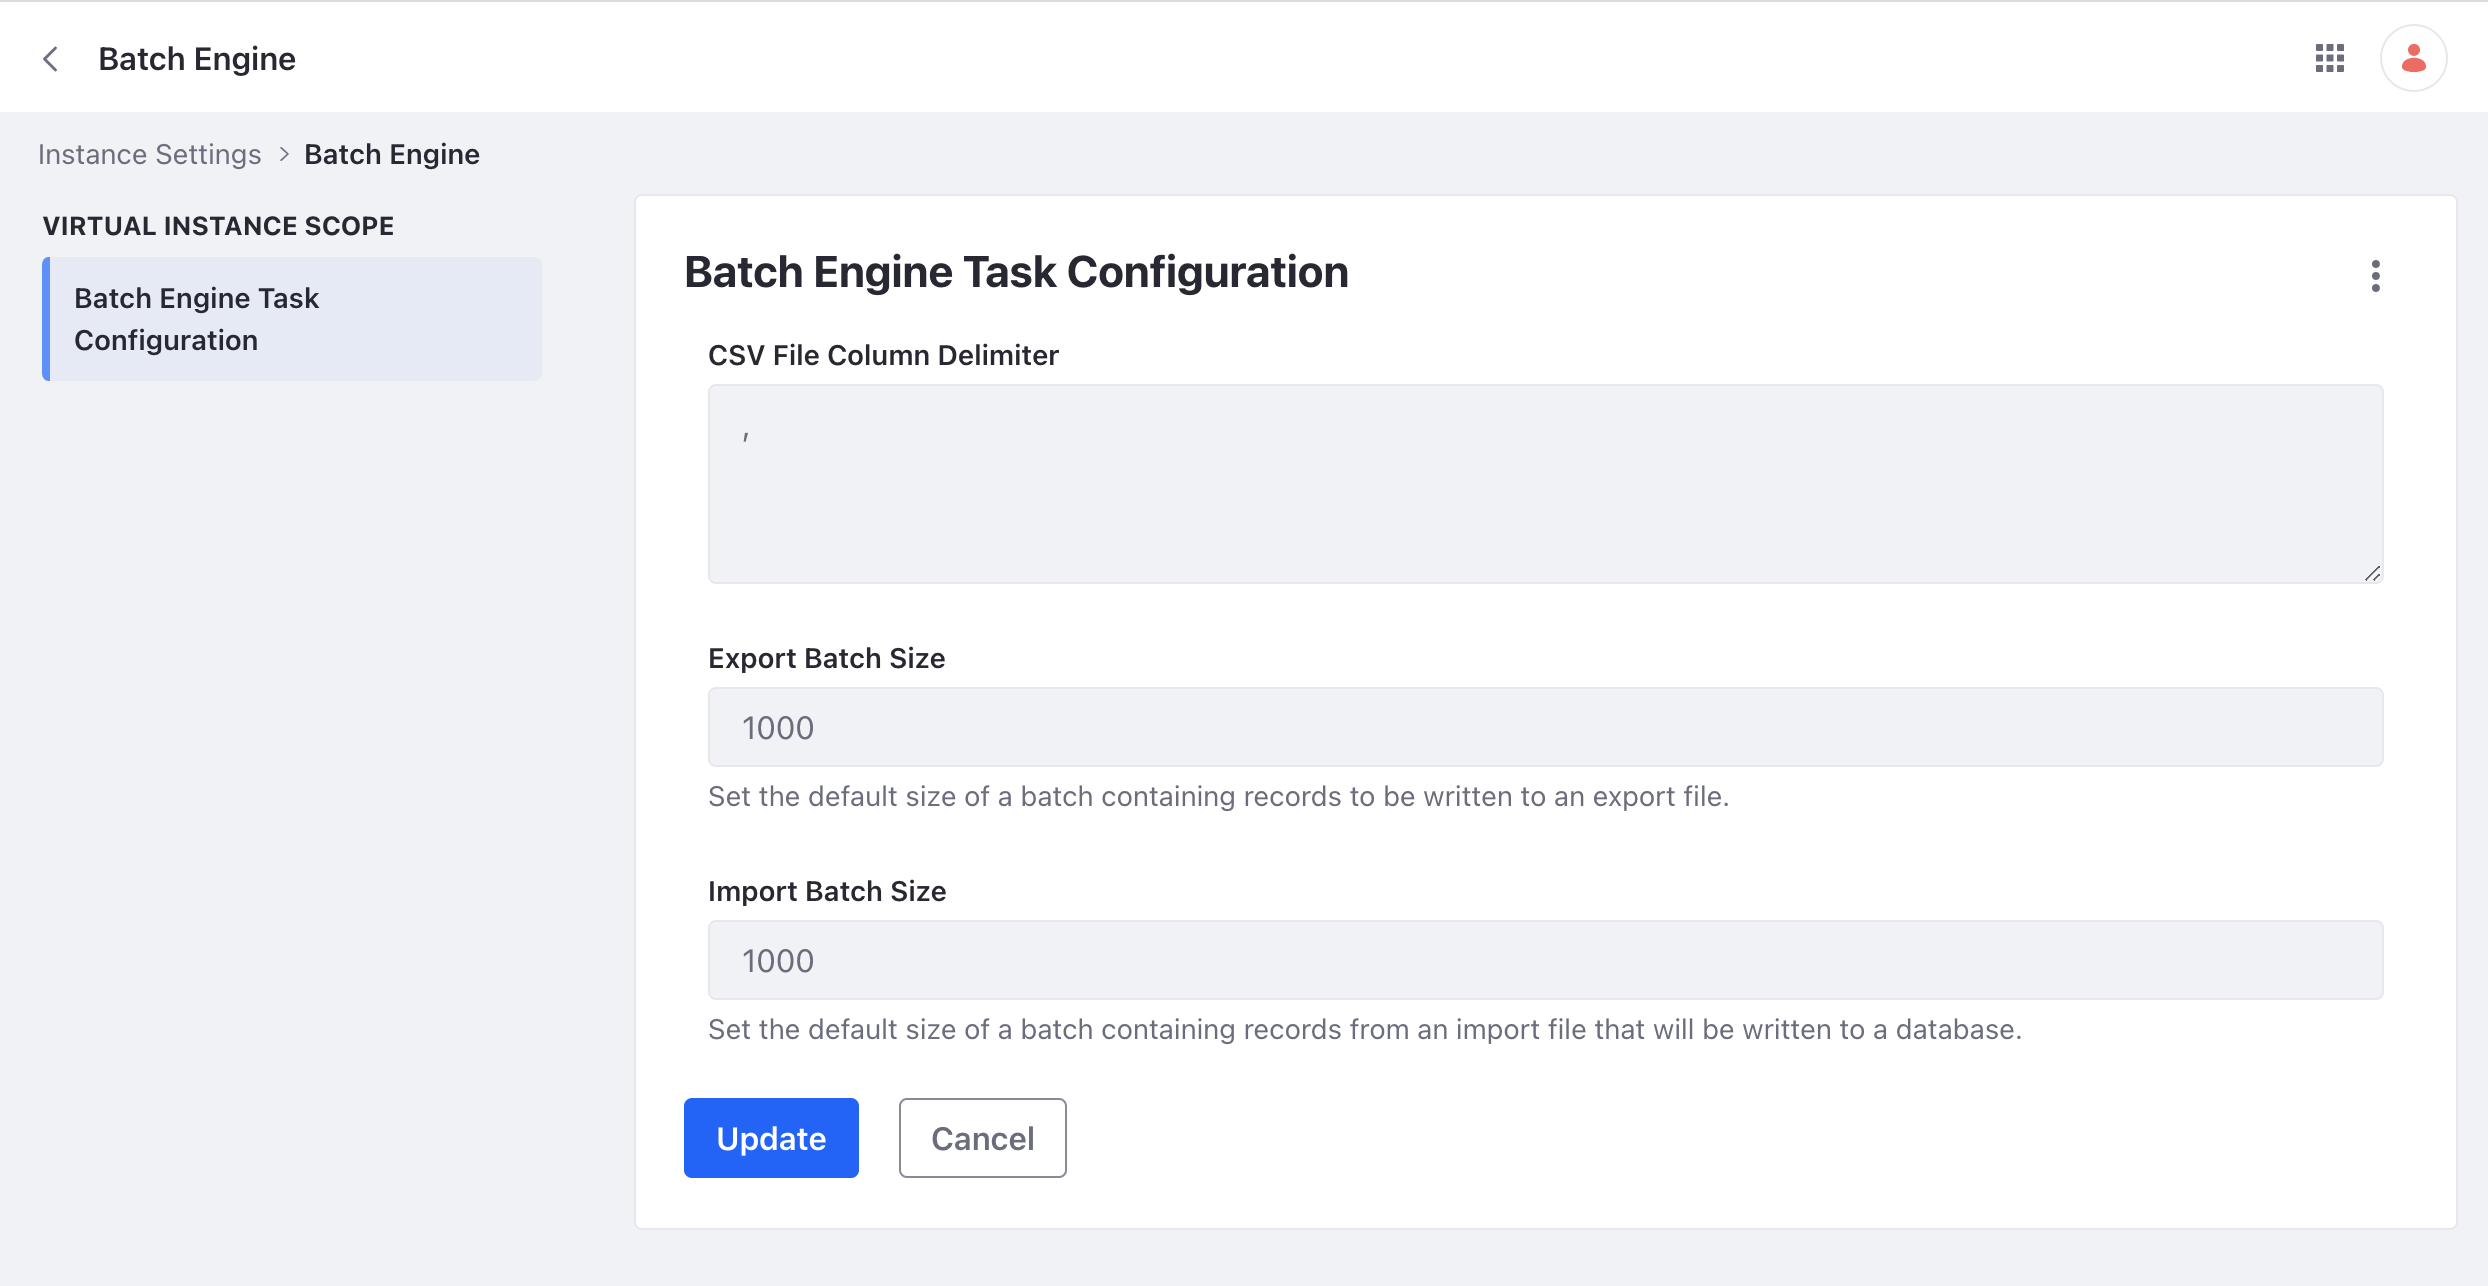 Batch Engine
Instance Settings > Batch Engine
VIRTUAL INSTANCE SCOPE
Batch Engine Task
Configuration
Batch Engine Task Configuration
CSV File Column Delimiter
,
Export Batch Size
1000
Set the default size of a batch containing records to be written to an export file.
Import Batch Size
1000
Set the default size of a batch containing records from an import file that will be written to a database.
Update
Cancel